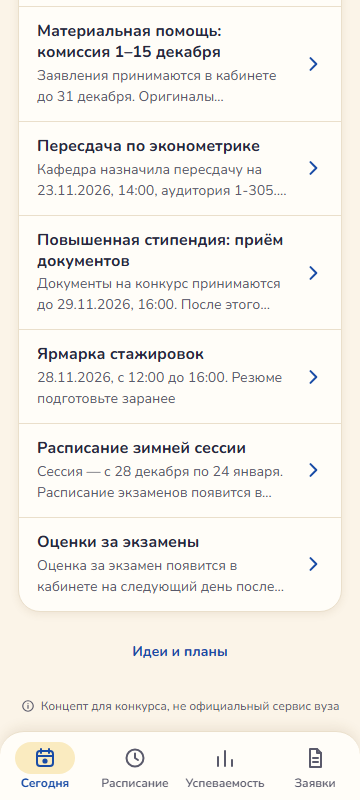 Материальная помощь:
комиссия 1–15 декабря
Заявления принимаются в кабинете
до 31 декабря. Оригиналы...
Пересдача по эконометрике
Кафедра назначила пересдачу на
23.11.2026, 14:00, аудитория 1-305....
Повышенная стипендия: приём
документов
Документы на конкурс принимаются
до 29.11.2026, 16:00. После этого...
Ярмарка стажировок
28.11.2026, с 12:00 до 16:00. Резюме
подготовьте заранее
Расписание зимней сессии
Сессия — с 28 декабря по 24 января.
Расписание экзаменов появится в...
Оценки за экзамены
Оценка за экзамен появится в
кабинете на следующий день после...
Идеи и планы
Концепт для конкурса, не официальный сервис вуза
Сегодня
Расписание
Успеваемость
Заявки